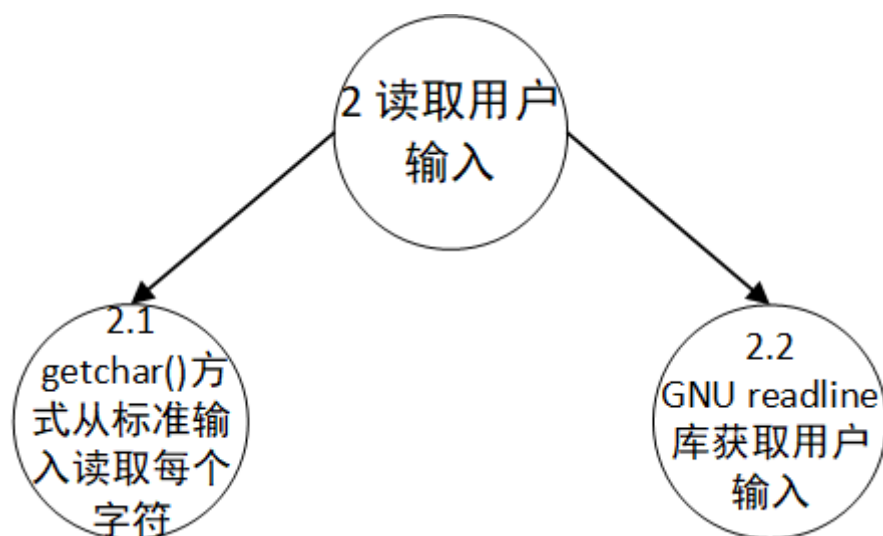 2 读取用户
输入
2.1
getchar()方
式从标准输
入读取每个
字符
2.2
GNU readline
库获取用户
输入